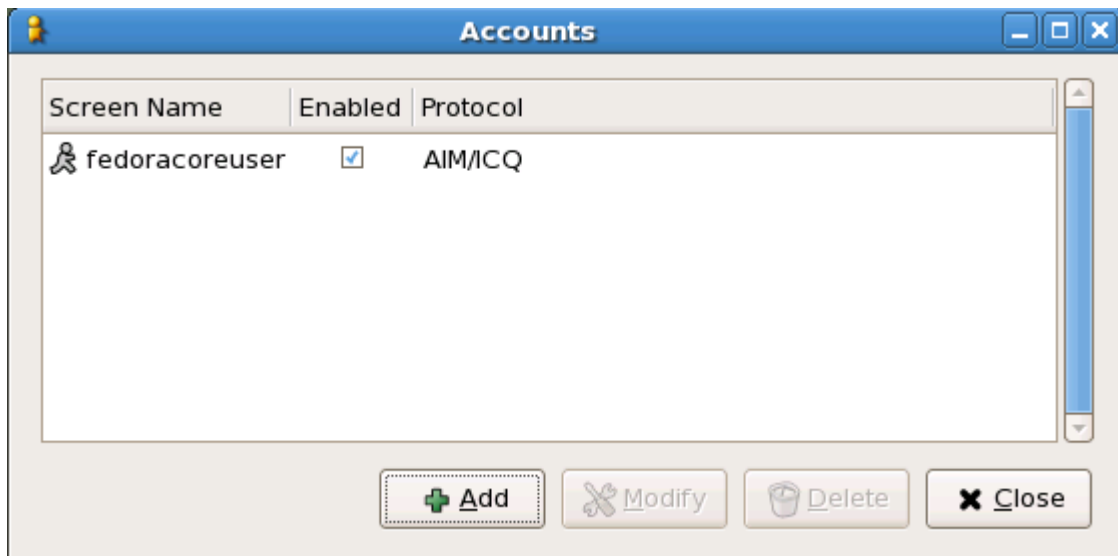 Accounts
Screen Name Enabled Protocol
fedoracoreuser AIM/ICQ
Add Modify Delete Close